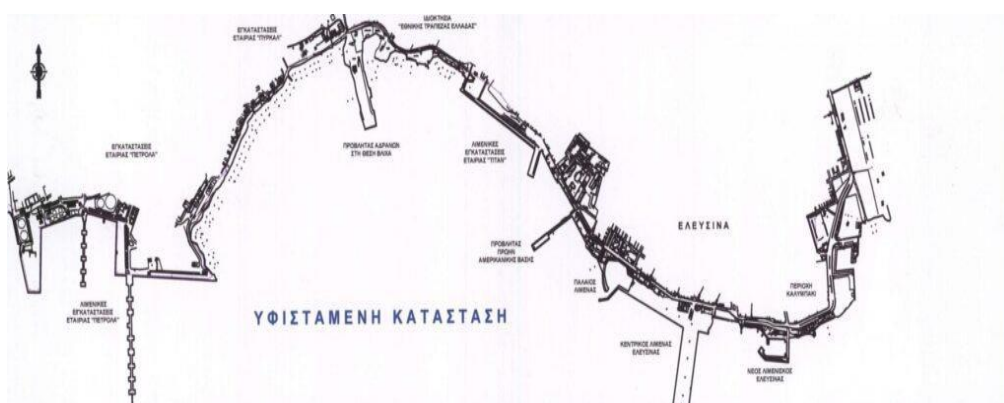 ΙΔΙΟΚΤΗΣΙΑ
"ΕΘΝΙΚΗΣ ΤΡΑΠΕΖΑΣ ΕΛΛΑΔΑΣ"
ΕΓΚΑΤΑΣΤΑΣΕΙΣ
ΕΤΑΙΡΙΑΣ "ΠΥΡΚΑΛ"
ΕΓΚΑΤΑΣΤΑΣΕΙΣ
ΕΤΑΙΡΙΑΣ "ΠΕΤΡΟΛΑ"
ΠΡΟΒΛΗΤΑΣ ΑΔΡΑΝΩΝ
ΣΤΗ ΘΕΣΗ ΒΛΥΧΑ
ΛΙΜΕΝΙΚΕΣ
ΕΓΚΑΤΑΣΤΑΣΕΙΣ
ΕΤΑΙΡΙΑΣ "ΤΙΤΑΝ"
ΕΛΕΥΣΙΝΑ
ΠΡΟΒΛΗΤΑΣ
ΠΡΩΗΝ
ΑΜΕΡΙΚΑΝΙΚΗΣ ΒΑΣΗΣ
ΠΑΛΑΙΟΣ
ΛΙΜΕΝΑΣ
ΠΕΡΙΟΧΗ
ΚΑΛΥΜΠΑΚΙ
ΛΙΜΕΝΙΚΕΣ
ΕΓΚΑΤΑΣΤΑΣΕΙΣ
ΕΤΑΙΡΙΑΣ "ΠΕΤΡΟΛΑ"
ΥΦΙΣΤΑΜΕΝΗ ΚΑΤΑΣΤΑΣΗ
ΚΕΝΤΡΙΚΟΣ ΛΙΜΕΝΑΣ
ΕΛΕΥΣΙΝΑΣ
ΝΕΟΣ ΛΙΜΕΝΙΣΚΟΣ
ΕΛΕΥΣΙΝΑΣ